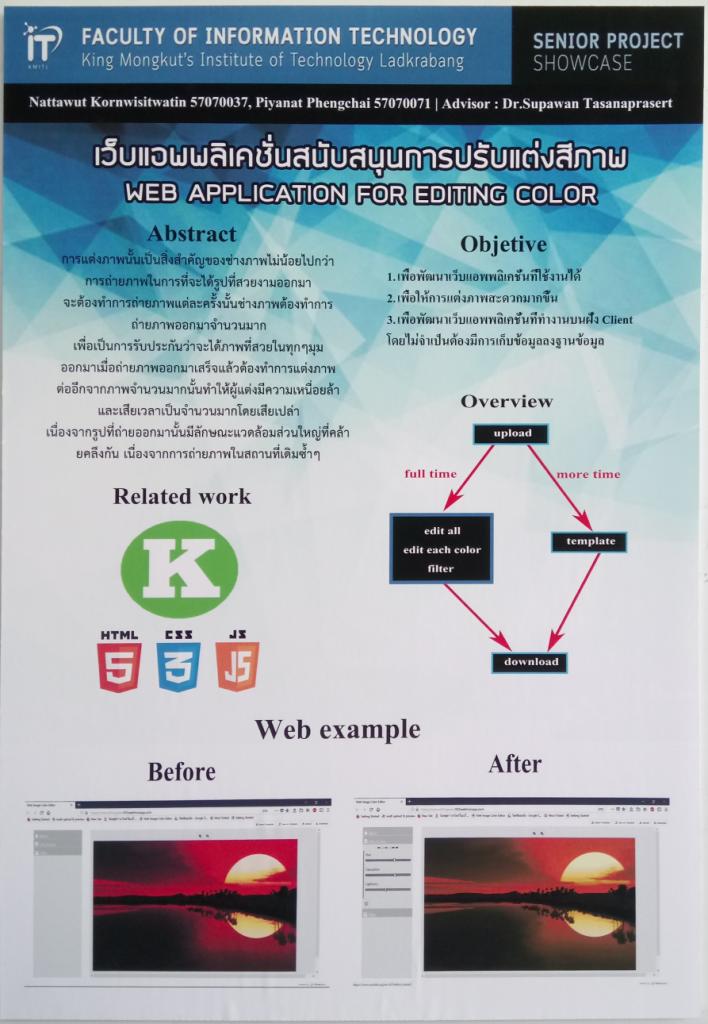 iT
KMITL
FACULTY OF INFORMATION TECHNOLOGY
King Mongkut's Institute of Technology Ladkrabang
SENIOR PROJECT
SHOWCASE
Nattawut Kornwisitwatin 57070037, Piyanat Phengchai 57070071 | Advisor : Dr.Supawan Tasanaprasert
เว็บแอพพลิเคชั่นสนับสนุนการปรับแต่งสีภาพ
WEB APPLICATION FOR EDITING COLOR
Abstract
การแต่งภาพนั้นเป็นสิ่งสำคัญของช่างภาพไม่น้อยไปกว่า
การถ่ายภาพในการที่จะได้รูปที่สวยงามออกมา
จะต้องทำการถ่ายภาพแต่ละครั้งนั้นช่างภาพต้องทำการ
ถ่ายภาพออกมาจำนวนมาก
เพื่อเป็นการรับประกันว่าจะได้ภาพที่สวยในทุกๆมุม
ออกมาเมื่อถ่ายภาพออกมาเสร็จแล้วต้องทำการแต่งภาพ
ต่ออีกจากภาพจำนวนมากนั้นทำให้ผู้แต่งมีความเหนื่อยล้า
และเสียเวลาเป็นจำนวนมากโดยเสียเปล่า
เนื่องจากรูปที่ถ่ายออกมานั้นมีลักษณะแวดล้อมส่วนใหญ่ที่คล้า
ยคลึงกัน เนื่องจากการถ่ายภาพในสถานที่เดิมซ้ำๆ
Objetive
1. เพื่อพัฒนาเว็บแอพพลิเคชั่นที่ใช้งานได้
2. เพื่อให้การแต่งภาพสะดวกมากขึ้น
3. เพื่อพัฒนาเว็บแอพพลิเคชั่นที่ทำงานบนฝั่ง Client
โดยไม่จำเป็นต้องมีการเก็บข้อมูลลงฐานข้อมูล
Overview
upload
full time
more time
edit all
edit each color
filter
template
download
Related work
K
HTML
5
CSS
3
JS
JS
Web example
Before
After